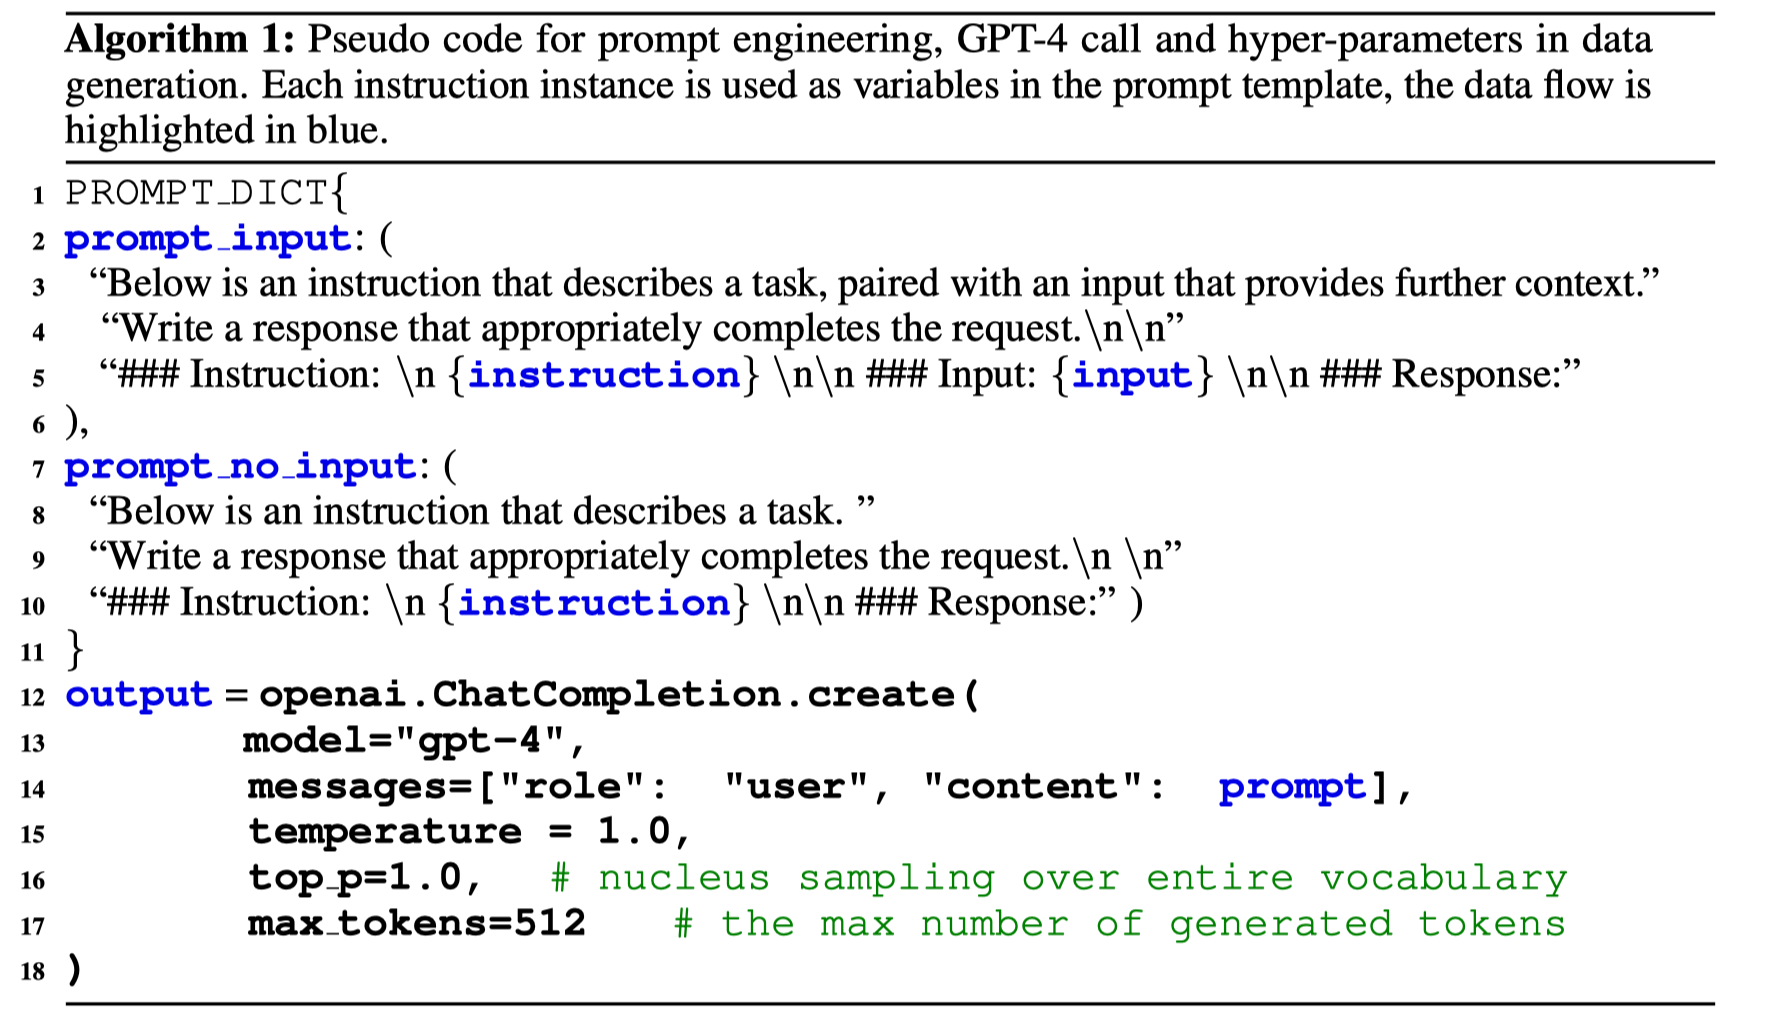 Algorithm 1: Pseudo code for prompt engineering, GPT-4 call and hyper-parameters in data
generation. Each instruction instance is used as variables in the prompt template, the data flow is
highlighted in blue.
1 PROMPT_DICT{
2 prompt_input: (
3 “Below is an instruction that describes a task, paired with an input that provides further context.”
4 “Write a response that appropriately completes the request.\n\n”
5 “### Instruction: \n {instruction} \n\n ### Input: {input} \n\n ### Response:”
6 ),
7 prompt_no_input: (
8 “Below is an instruction that describes a task. ”
9 “Write a response that appropriately completes the request.\n \n”
10 “### Instruction: \n {instruction} \n\n ### Response:” )
11 }
12 output = openai.ChatCompletion.create(
13 model="gpt-4",
14 messages=["role": "user", "content": prompt],
15 temperature = 1.0,
16 top_p=1.0, # nucleus sampling over entire vocabulary
17 max_tokens=512 # the max number of generated tokens
18 )